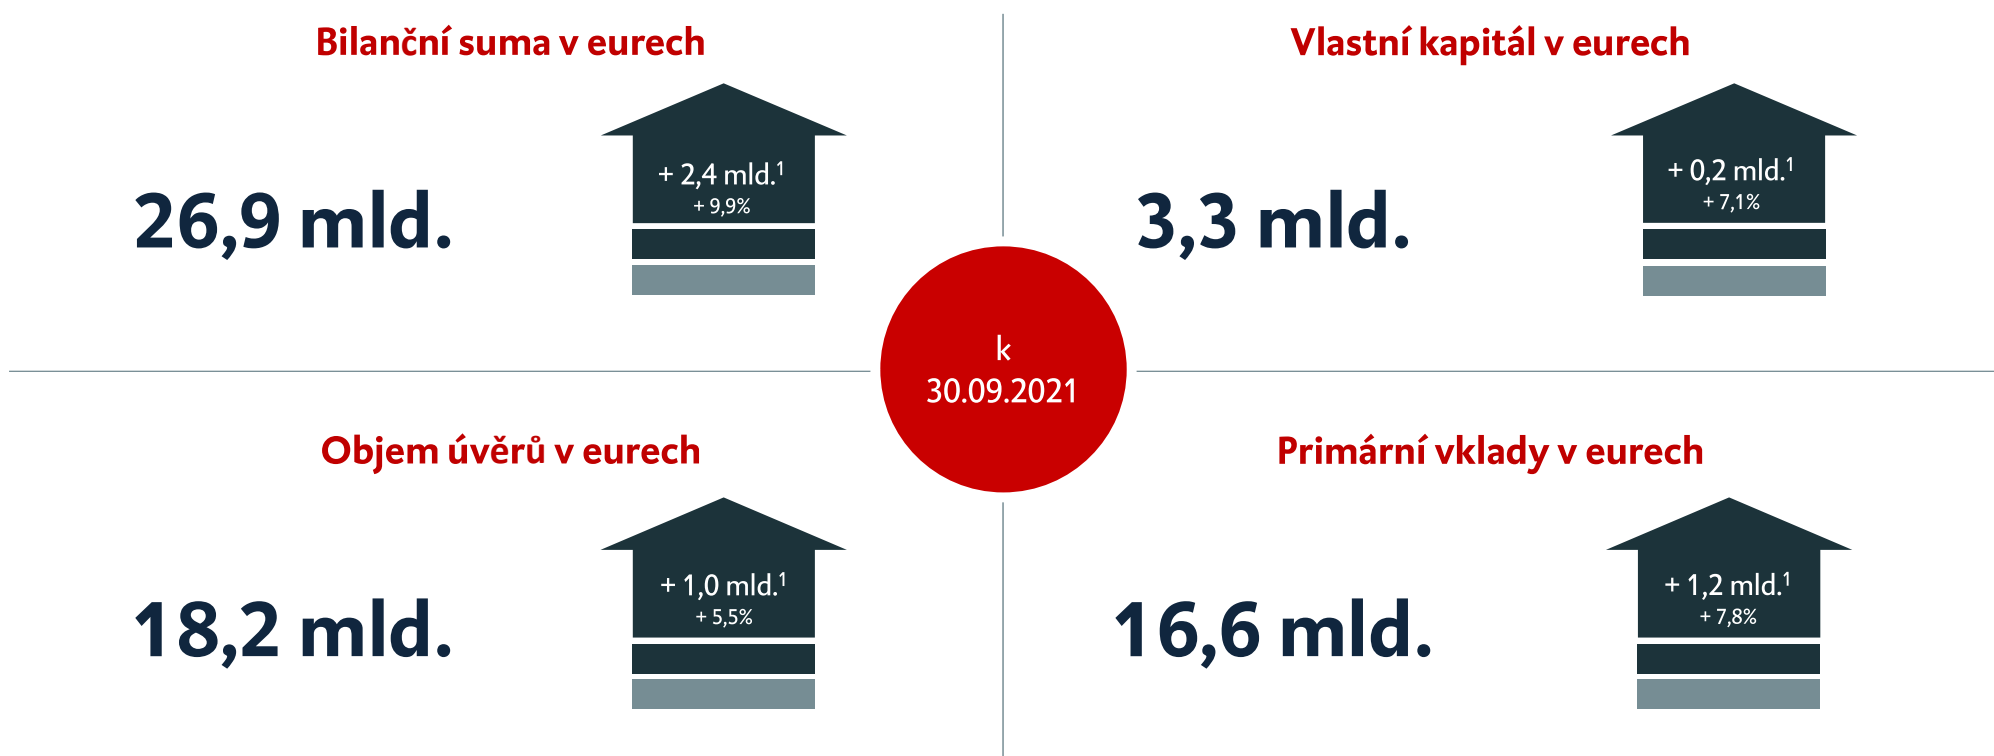 Bilanční suma v eurech
26,9 mld.
+ 2,4 mld.¹
+ 9,9%
Vlastní kapitál v eurech
3,3 mld.
+ 0,2 mld.¹
+ 7,1%
k
30.09.2021
Objem úvěrů v eurech
18,2 mld.
+ 1,0 mld.¹
+ 5,5%
Primární vklady v eurech
16,6 mld.
+ 1,2 mld.¹
+ 7,8%